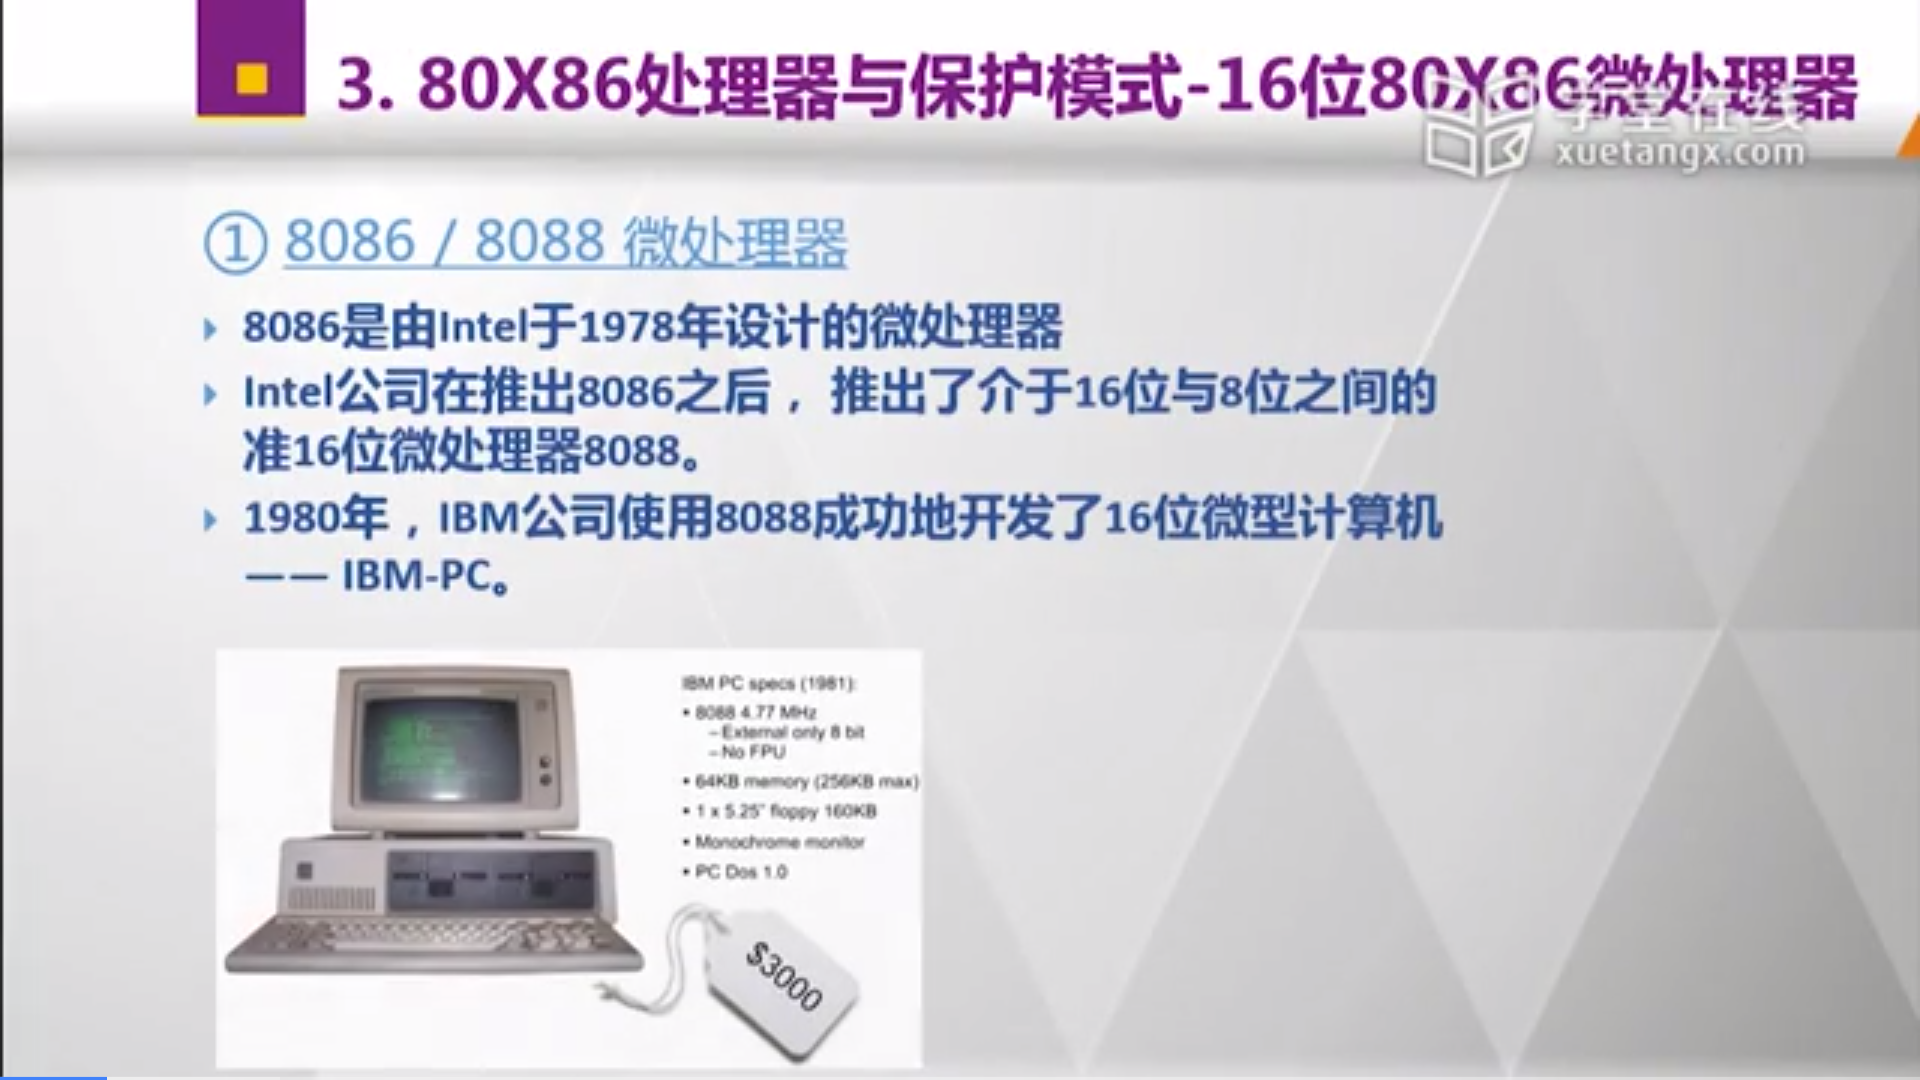 3. 80X86处理器与保护模式-16位80X86微处理器
学堂在线
xuetangx.com
① 8086 / 8088 微处理器
8086是由Intel于1978年设计的微处理器
Intel公司在推出8086之后，推出了介于16位与8位之间的
准16位微处理器8088。
1980年，IBM公司使用8088成功地开发了16位微型计算机
—— IBM-PC。
IBM PC specs (1981):
• 8088 4.77 MHz
– External only 8 bit
– No FPU
• 64KB memory (256KB max)
• 1 x 5.25" floppy 160KB
• Monochrome monitor
• PC Dos 1.0
$3000